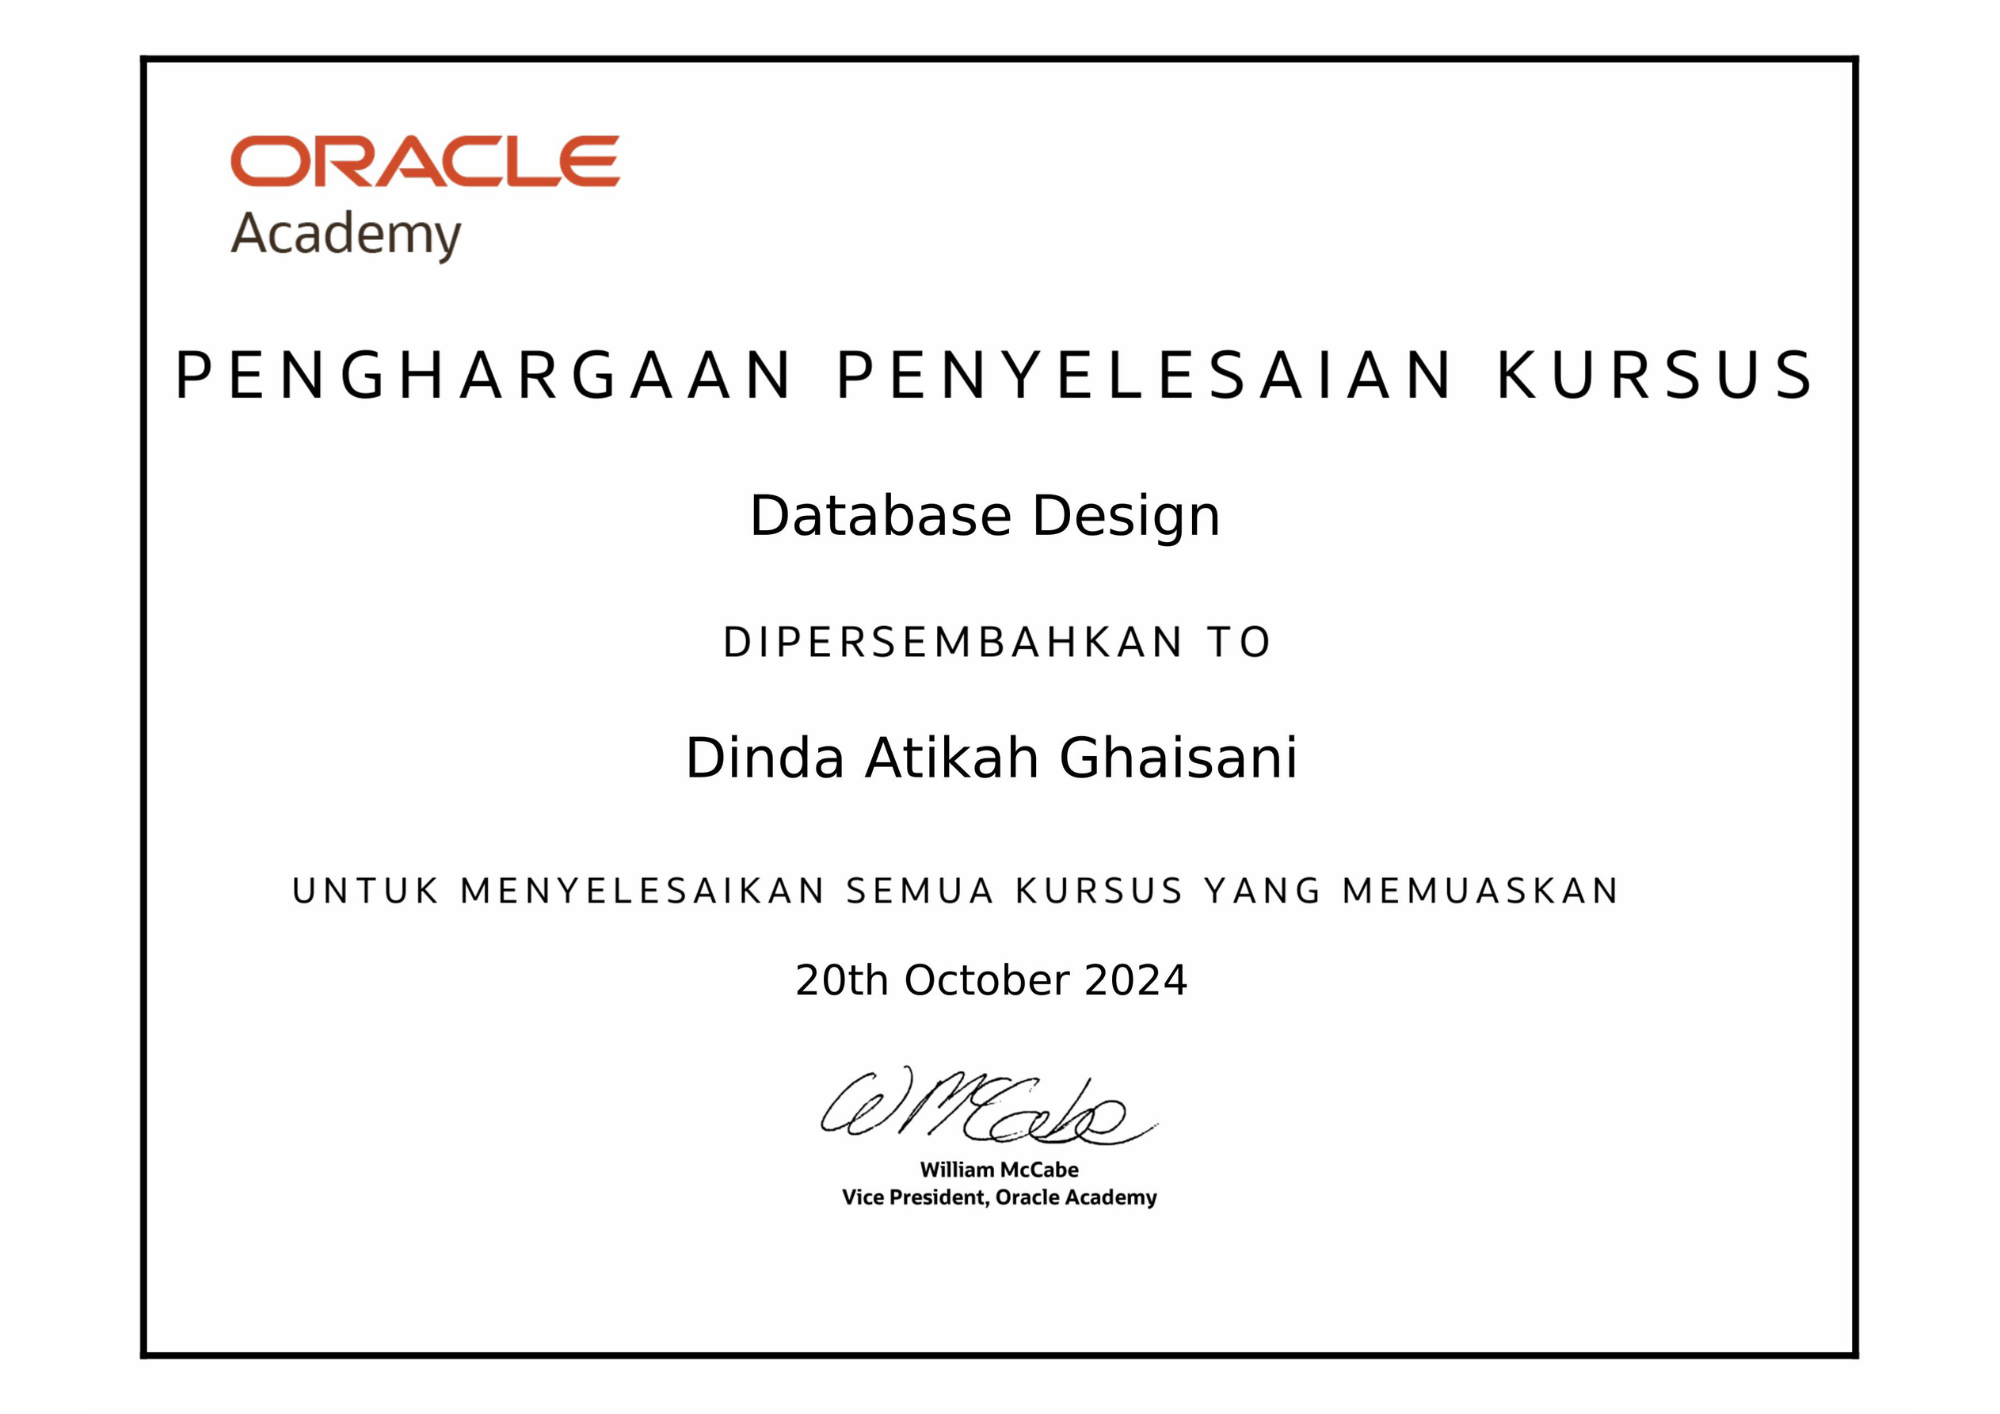 ORACLE
Academy
PENGHARGAAN PENYELESAIAN KURSUS
Database Design
DIPERSEMBAHKAN TO
Dinda Atikah Ghaisani
UNTUK MENYELESAIKAN SEMUA KURSUS YANG MEMUASKAN
20th October 2024
W McCabe
William McCabe
Vice President, Oracle Academy